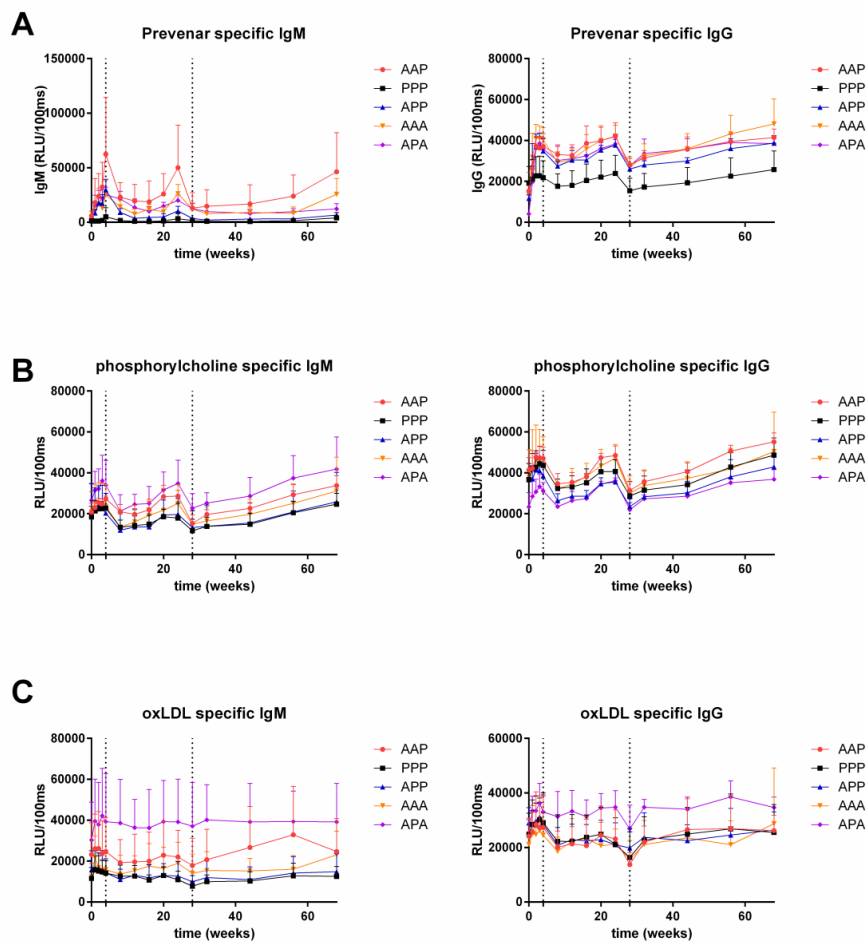 A
Prevenar specific IgM
IgM (RLU/100ms)
150000
100000
50000
0
0 20 40 60
time (weeks)
AAP
PPP
APP
AAA
APA
Prevenar specific IgG
IgG (RLU/100ms)
80000
60000
40000
20000
0
0 20 40 60
time (weeks)
AAP
PPP
APP
AAA
APA
B
phosphorylcholine specific IgM
RLU/100ms
80000
60000
40000
20000
0
0 20 40 60
time (weeks)
AAP
PPP
APP
AAA
APA
phosphorylcholine specific IgG
RLU/100ms
80000
60000
40000
20000
0
0 20 40 60
time (weeks)
AAP
PPP
APP
AAA
APA
C
oxLDL specific IgM
RLU/100ms
80000
60000
40000
20000
0
0 20 40 60
time (weeks)
AAP
PPP
APP
AAA
APA
oxLDL specific IgG
RLU/100ms
60000
40000
20000
0
0 20 40 60
time (weeks)
AAP
PPP
APP
AAA
APA